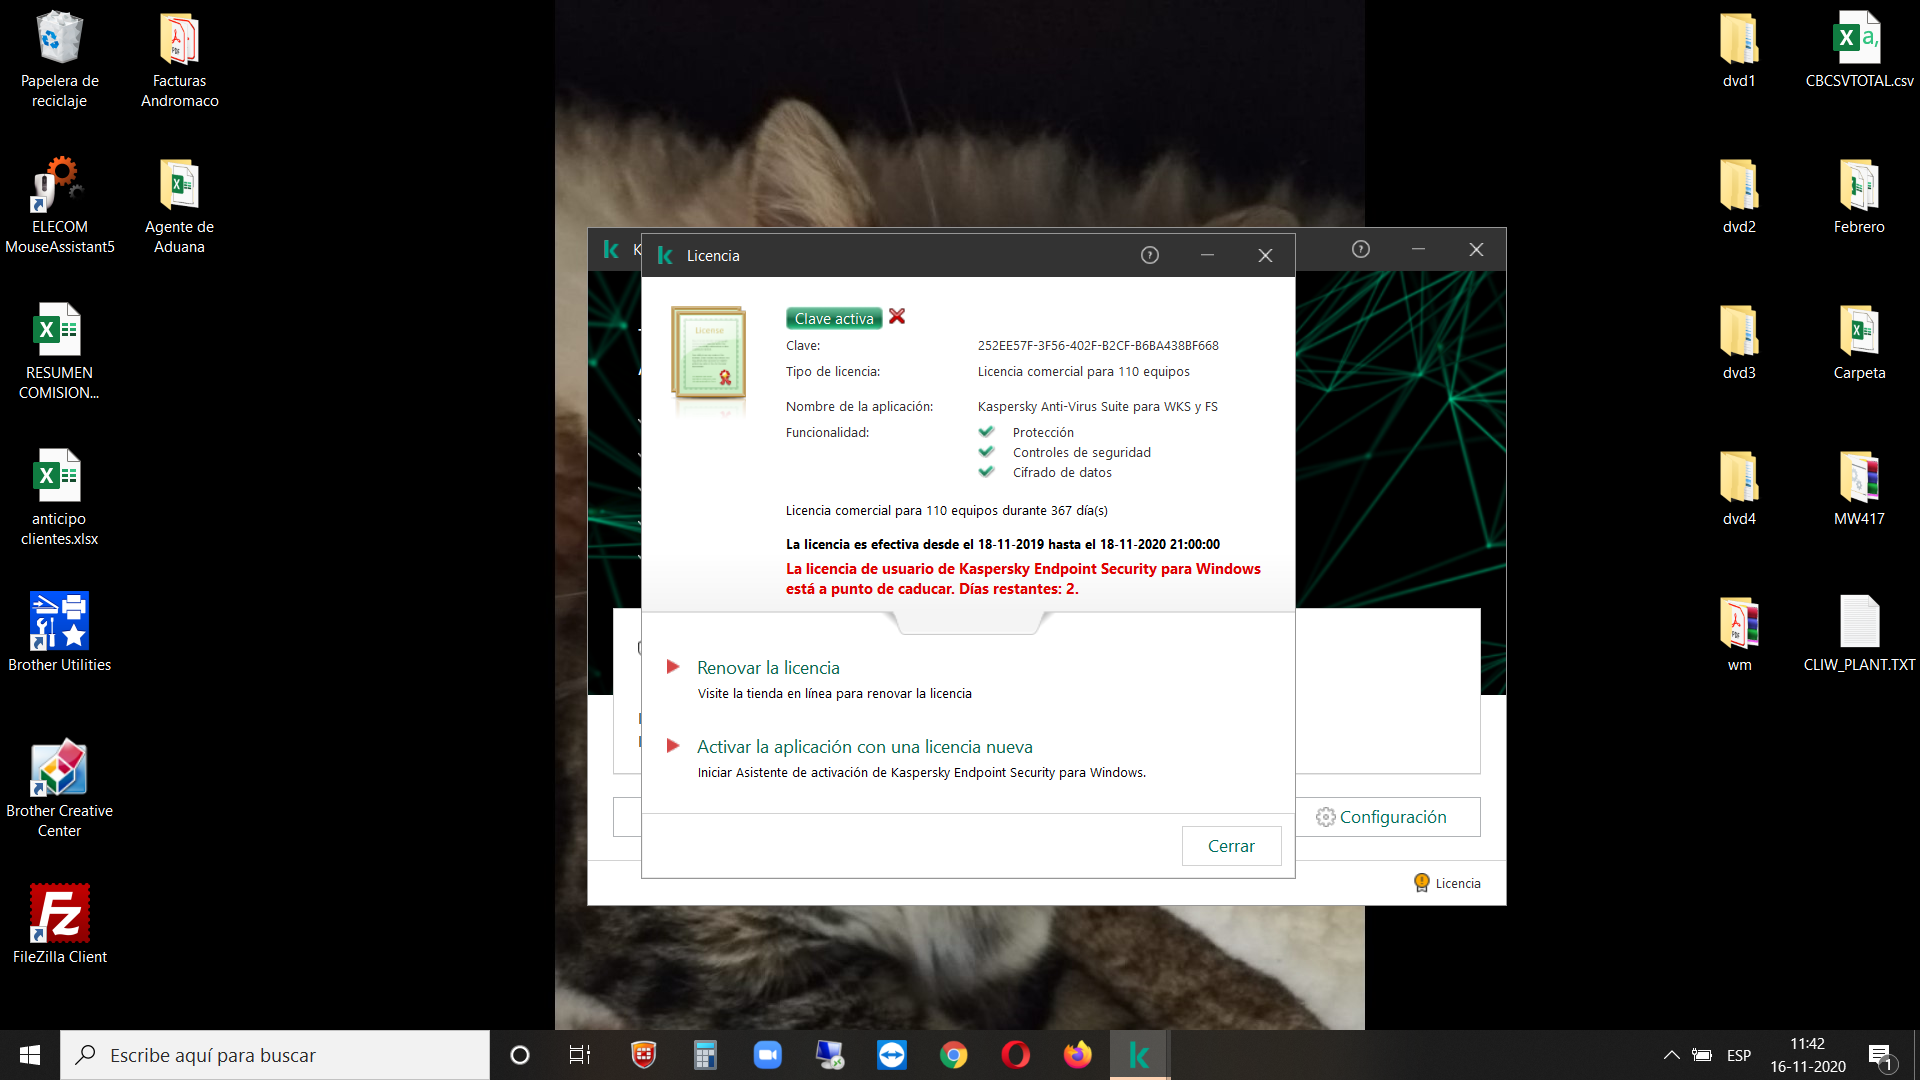 Papelera de
reciclaje
Facturas
Andromaco
ELECOM
MouseAssistant5
Agente de
Aduana
RESUMEN
COMISION...
anticipo
clientes.xlsx
Brother Utilities
Brother Creative
Center
FileZilla Client
dvd1
CBCSVTOTAL.csv
dvd2
Febrero
dvd3
Carpeta
dvd4
MW417
wm
CLIW_PLANT.TXT
K
Licencia
License
Clave activa
Clave: 252EE57F-3F56-402F-B2CF-B6BA438BF668
Tipo de licencia: Licencia comercial para 110 equipos
Nombre de la aplicación: Kaspersky Anti-Virus Suite para WKS y FS
Funcionalidad: Protección
Controles de seguridad
Cifrado de datos
Licencia comercial para 110 equipos durante 367 día(s)
La licencia es efectiva desde el 18-11-2019 hasta el 18-11-2020 21:00:00
La licencia de usuario de Kaspersky Endpoint Security para Windows
está a punto de caducar. Días restantes: 2.
Renovar la licencia
Visite la tienda en línea para renovar la licencia
Activar la aplicación con una licencia nueva
Iniciar Asistente de activación de Kaspersky Endpoint Security para Windows.
Cerrar
Configuración
Licencia
Escribe aquí para buscar
ESP
11:42
16-11-2020
1